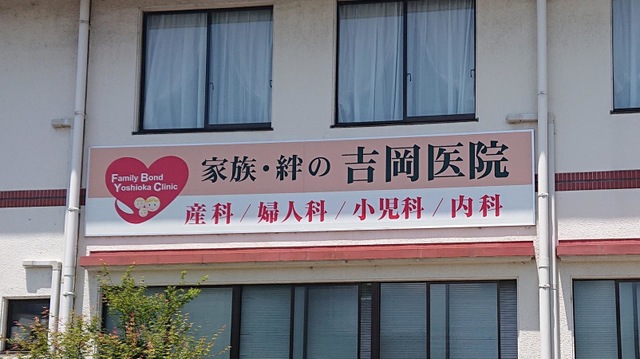 Family Bond
Yoshioka Clinic
家族・絆の 吉岡医院
産科/婦人科/小児科/内科